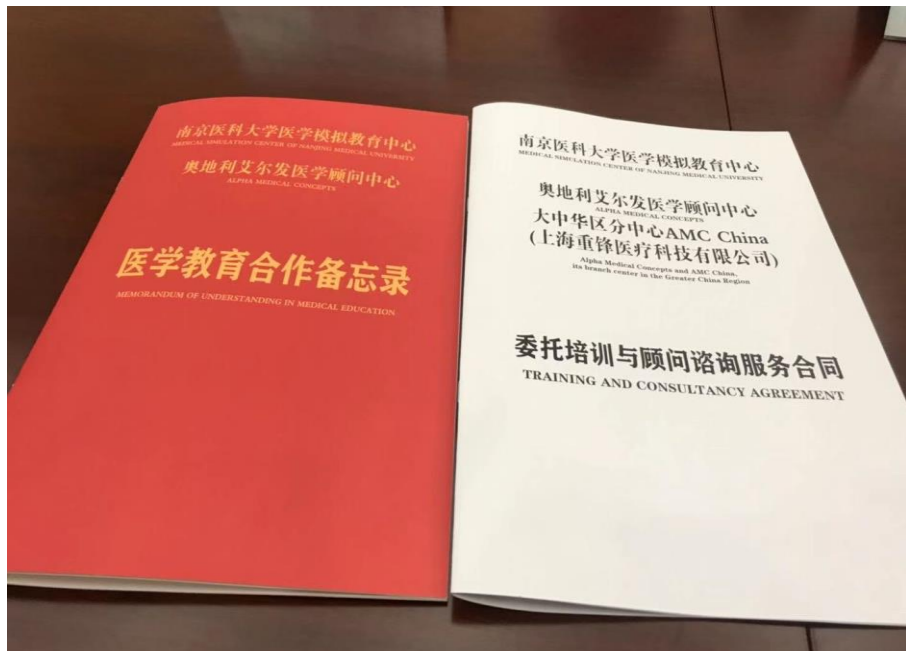 南京医科大学医学模拟教育中心
MEDICAL SIMULATION CENTER OF NANJING MEDICAL UNIVERSITY
奥地利艾尔发医学顾问中心
ALPHA MEDICAL CONCEPTS
医学教育合作备忘录
MEMORANDUM OF UNDERSTANDING IN MEDICAL EDUCATION
南京医科大学医学模拟教育中心
MEDICAL SIMULATION CENTER OF NANJING MEDICAL UNIVERSITY
奥地利艾尔发医学顾问中心
ALPHA MEDICAL CONCEPTS
大中华区分中心AMC China
(上海重锋医疗科技有限公司)
Alpha Medical Concepts and AMC China,
its branch center in the Greater China Region
委托培训与顾问谘询服务合同
TRAINING AND CONSULTANCY AGREEMENT